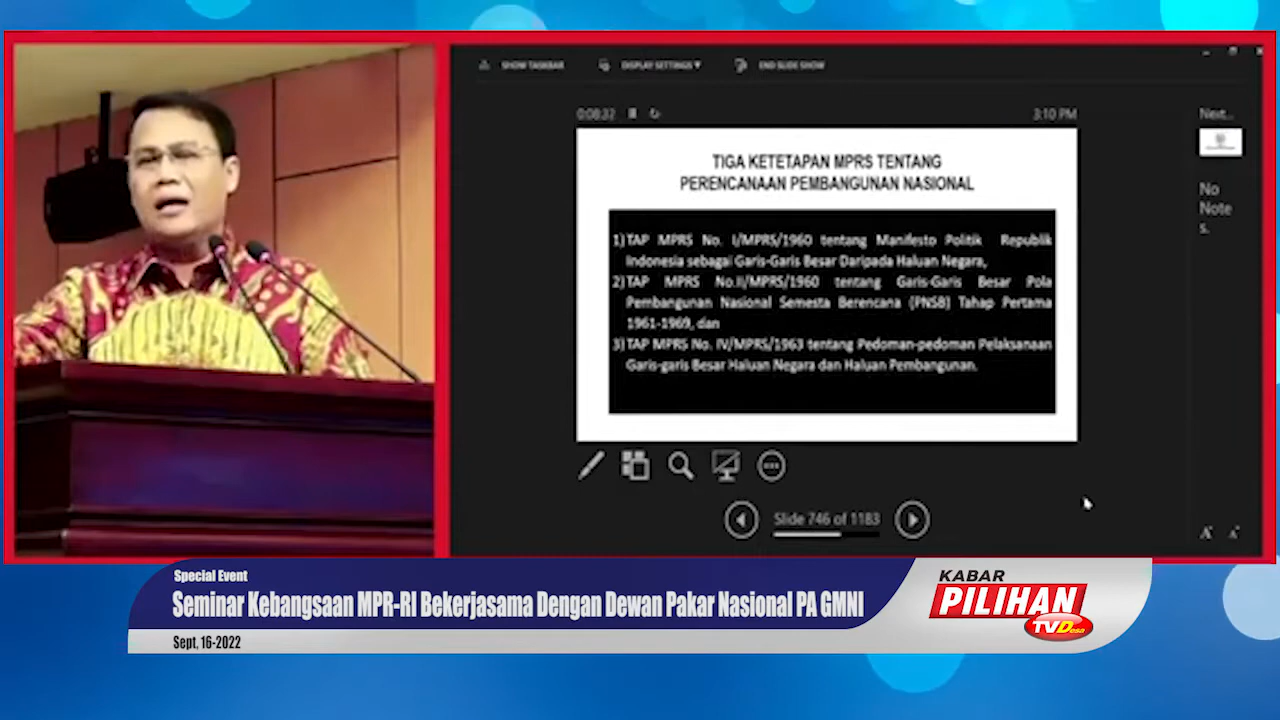 SHOW TASKBAR
DISPLAY SETTINGS ▼
END SLIDE SHOW
0:08:32
3:10 PM
Next...
TIGA KETETAPAN MPRS TENTANG
PERENCANAAN PEMBANGUNAN NASIONAL
1) TAP MPRS No. I/MPRS/1960 tentang Manifesto Politik Republik
Indonesia sebagai Garis-Garis Besar Daripada Haluan Negara,
2) TAP MPRS No.II/MPRS/1960 tentang Garis-Garis Besar Pola
Pembangunan Nasional Semesta Berencana (PNSB) Tahap Pertama
1961-1969, dan
3) TAP MPRS No. IV/MPRS/1963 tentang Pedoman-pedoman Pelaksanaan
Garis-garis Besar Haluan Negara dan Haluan Pembangunan.
No
Note
s.
Slide 746 of 1183
A A
Special Event
Seminar Kebangsaan MPR-RI Bekerjasama Dengan Dewan Pakar Nasional PA GMNI
Sept, 16-2022
KABAR
PILIHAN
TVDesa